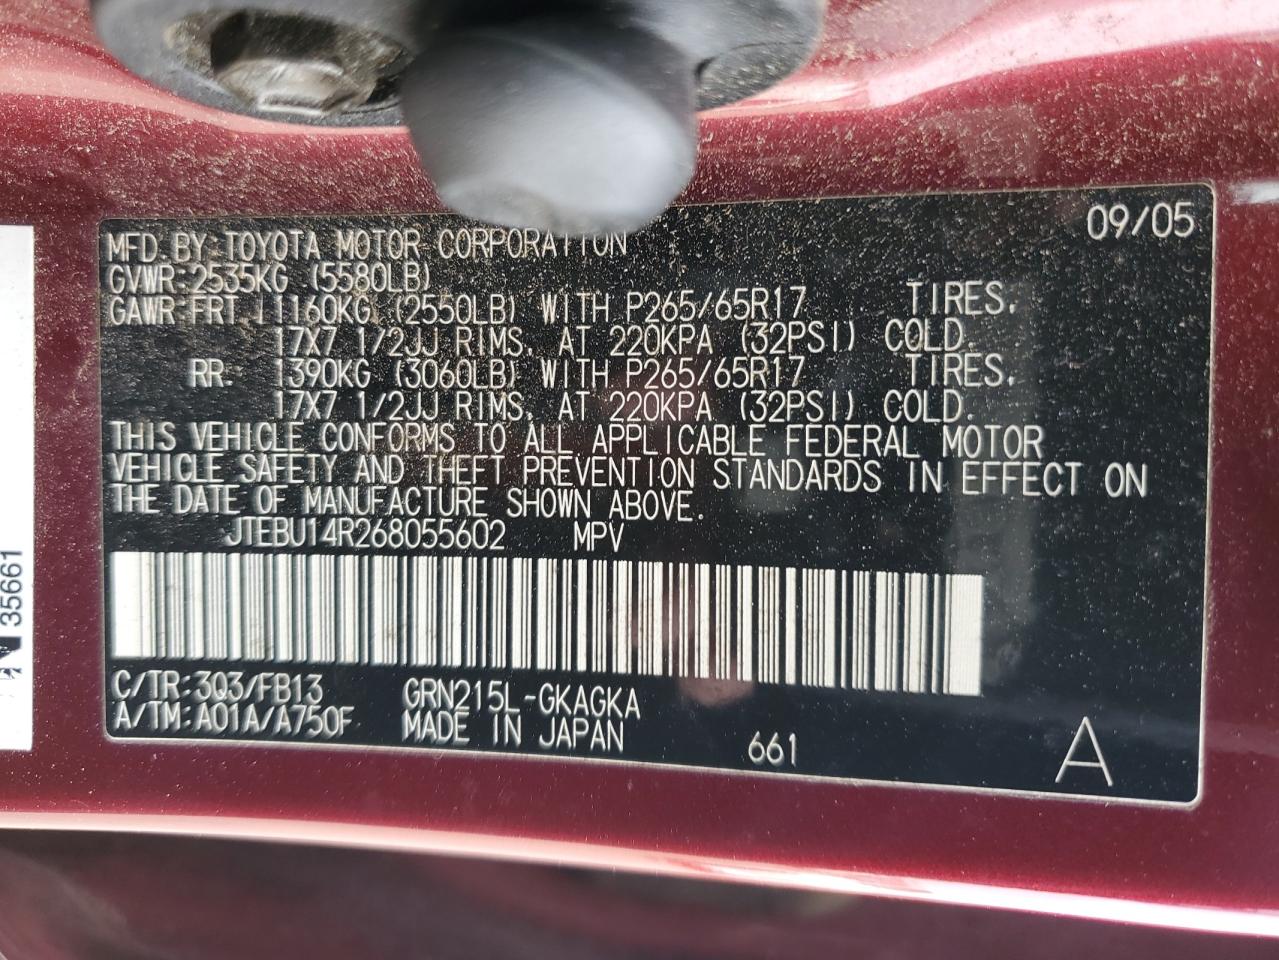 09/05
MFD. BY TOYOTA MOTOR CORPORATION
GVWR:2535KG (5580LB)
GAWR:FRT 1160KG (2550LB) WITH P265/65R17 TIRES,
17X7 1/2JJ RIMS, AT 220KPA (32PSI) COLD.
RR. 1390KG (3060LB) WITH P265/65R17 TIRES,
17X7 1/2JJ RIMS, AT 220KPA (32PSI) COLD.
THIS VEHICLE CONFORMS TO ALL APPLICABLE FEDERAL MOTOR
VEHICLE SAFETY AND THEFT PREVENTION STANDARDS IN EFFECT ON
THE DATE OF MANUFACTURE SHOWN ABOVE.
JTEBU14R268055602 MPV
C/TR:3Q3/FB13 GRN215L-GKAGKA
A/TM:A01A/A750F MADE IN JAPAN
661 A
35661